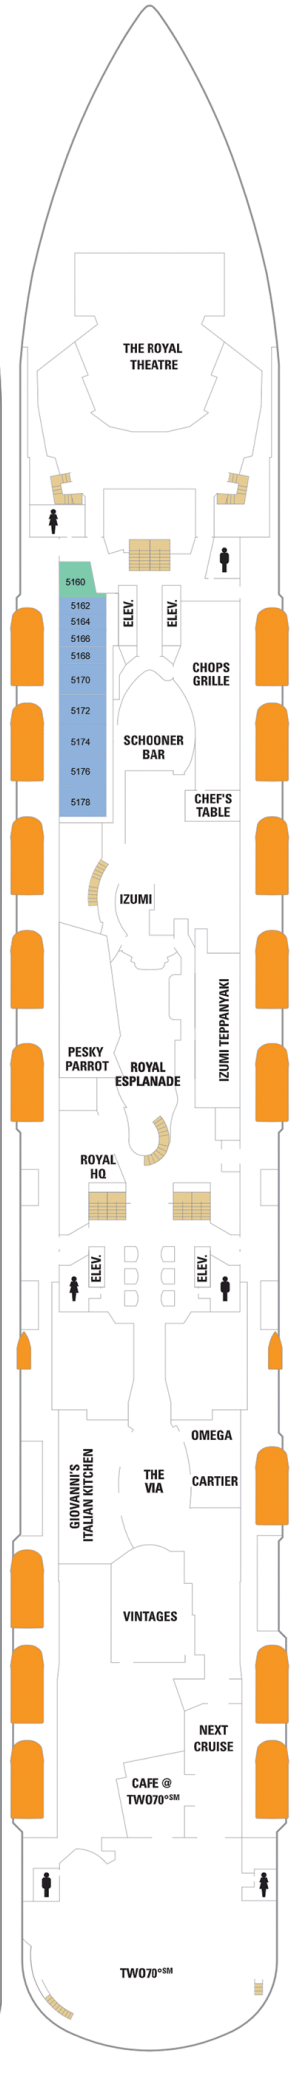 THE ROYAL
THEATRE
5160
5162
5164
5166
5168
5170
5172
5174
5176
5178
ELEV.
ELEV.
CHOPS
GRILLE
SCHOONER
BAR
CHEF'S
TABLE
IZUMI
PESKY
PARROT
ROYAL
ESPLANADE
IZUMI TEPPANYAKI
ROYAL
HQ
ELEV.
ELEV.
GIOVANNI'S
ITALIAN KITCHEN
THE
VIA
OMEGA
CARTIER
VINTAGES
NEXT
CRUISE
CAFE @
TWO70°SM
TWO70°SM